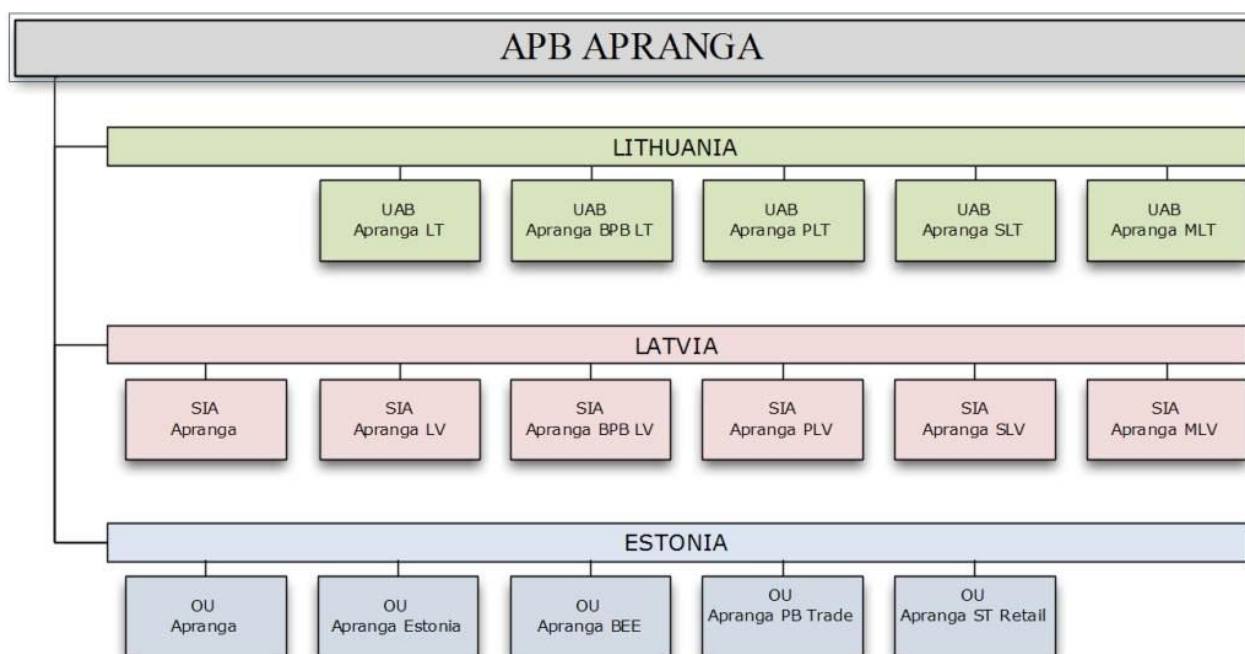 APB APRANGA
LITHUANIA
UAB
Apranga LT
UAB
Apranga BPB LT
UAB
Apranga PLT
UAB
Apranga SLT
UAB
Apranga MLT
LATVIA
SIA
Apranga
SIA
Apranga LV
SIA
Apranga BPB LV
SIA
Apranga PLV
SIA
Apranga SLV
SIA
Apranga MLV
ESTONIA
OU
Apranga
OU
Apranga Estonia
OU
Apranga BEE
OU
Apranga PB Trade
OU
Apranga ST Retail